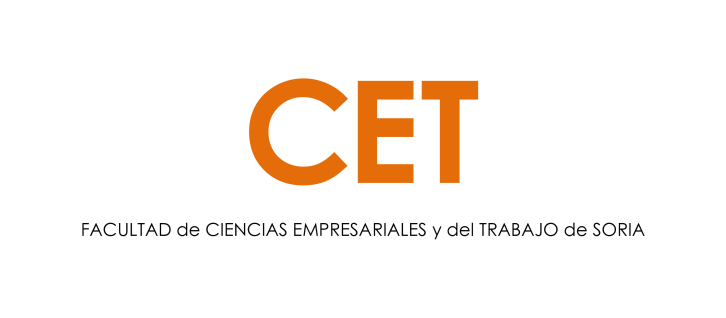 CET
FACULTAD de CIENCIAS EMPRESARIALES y del TRABAJO de SORIA